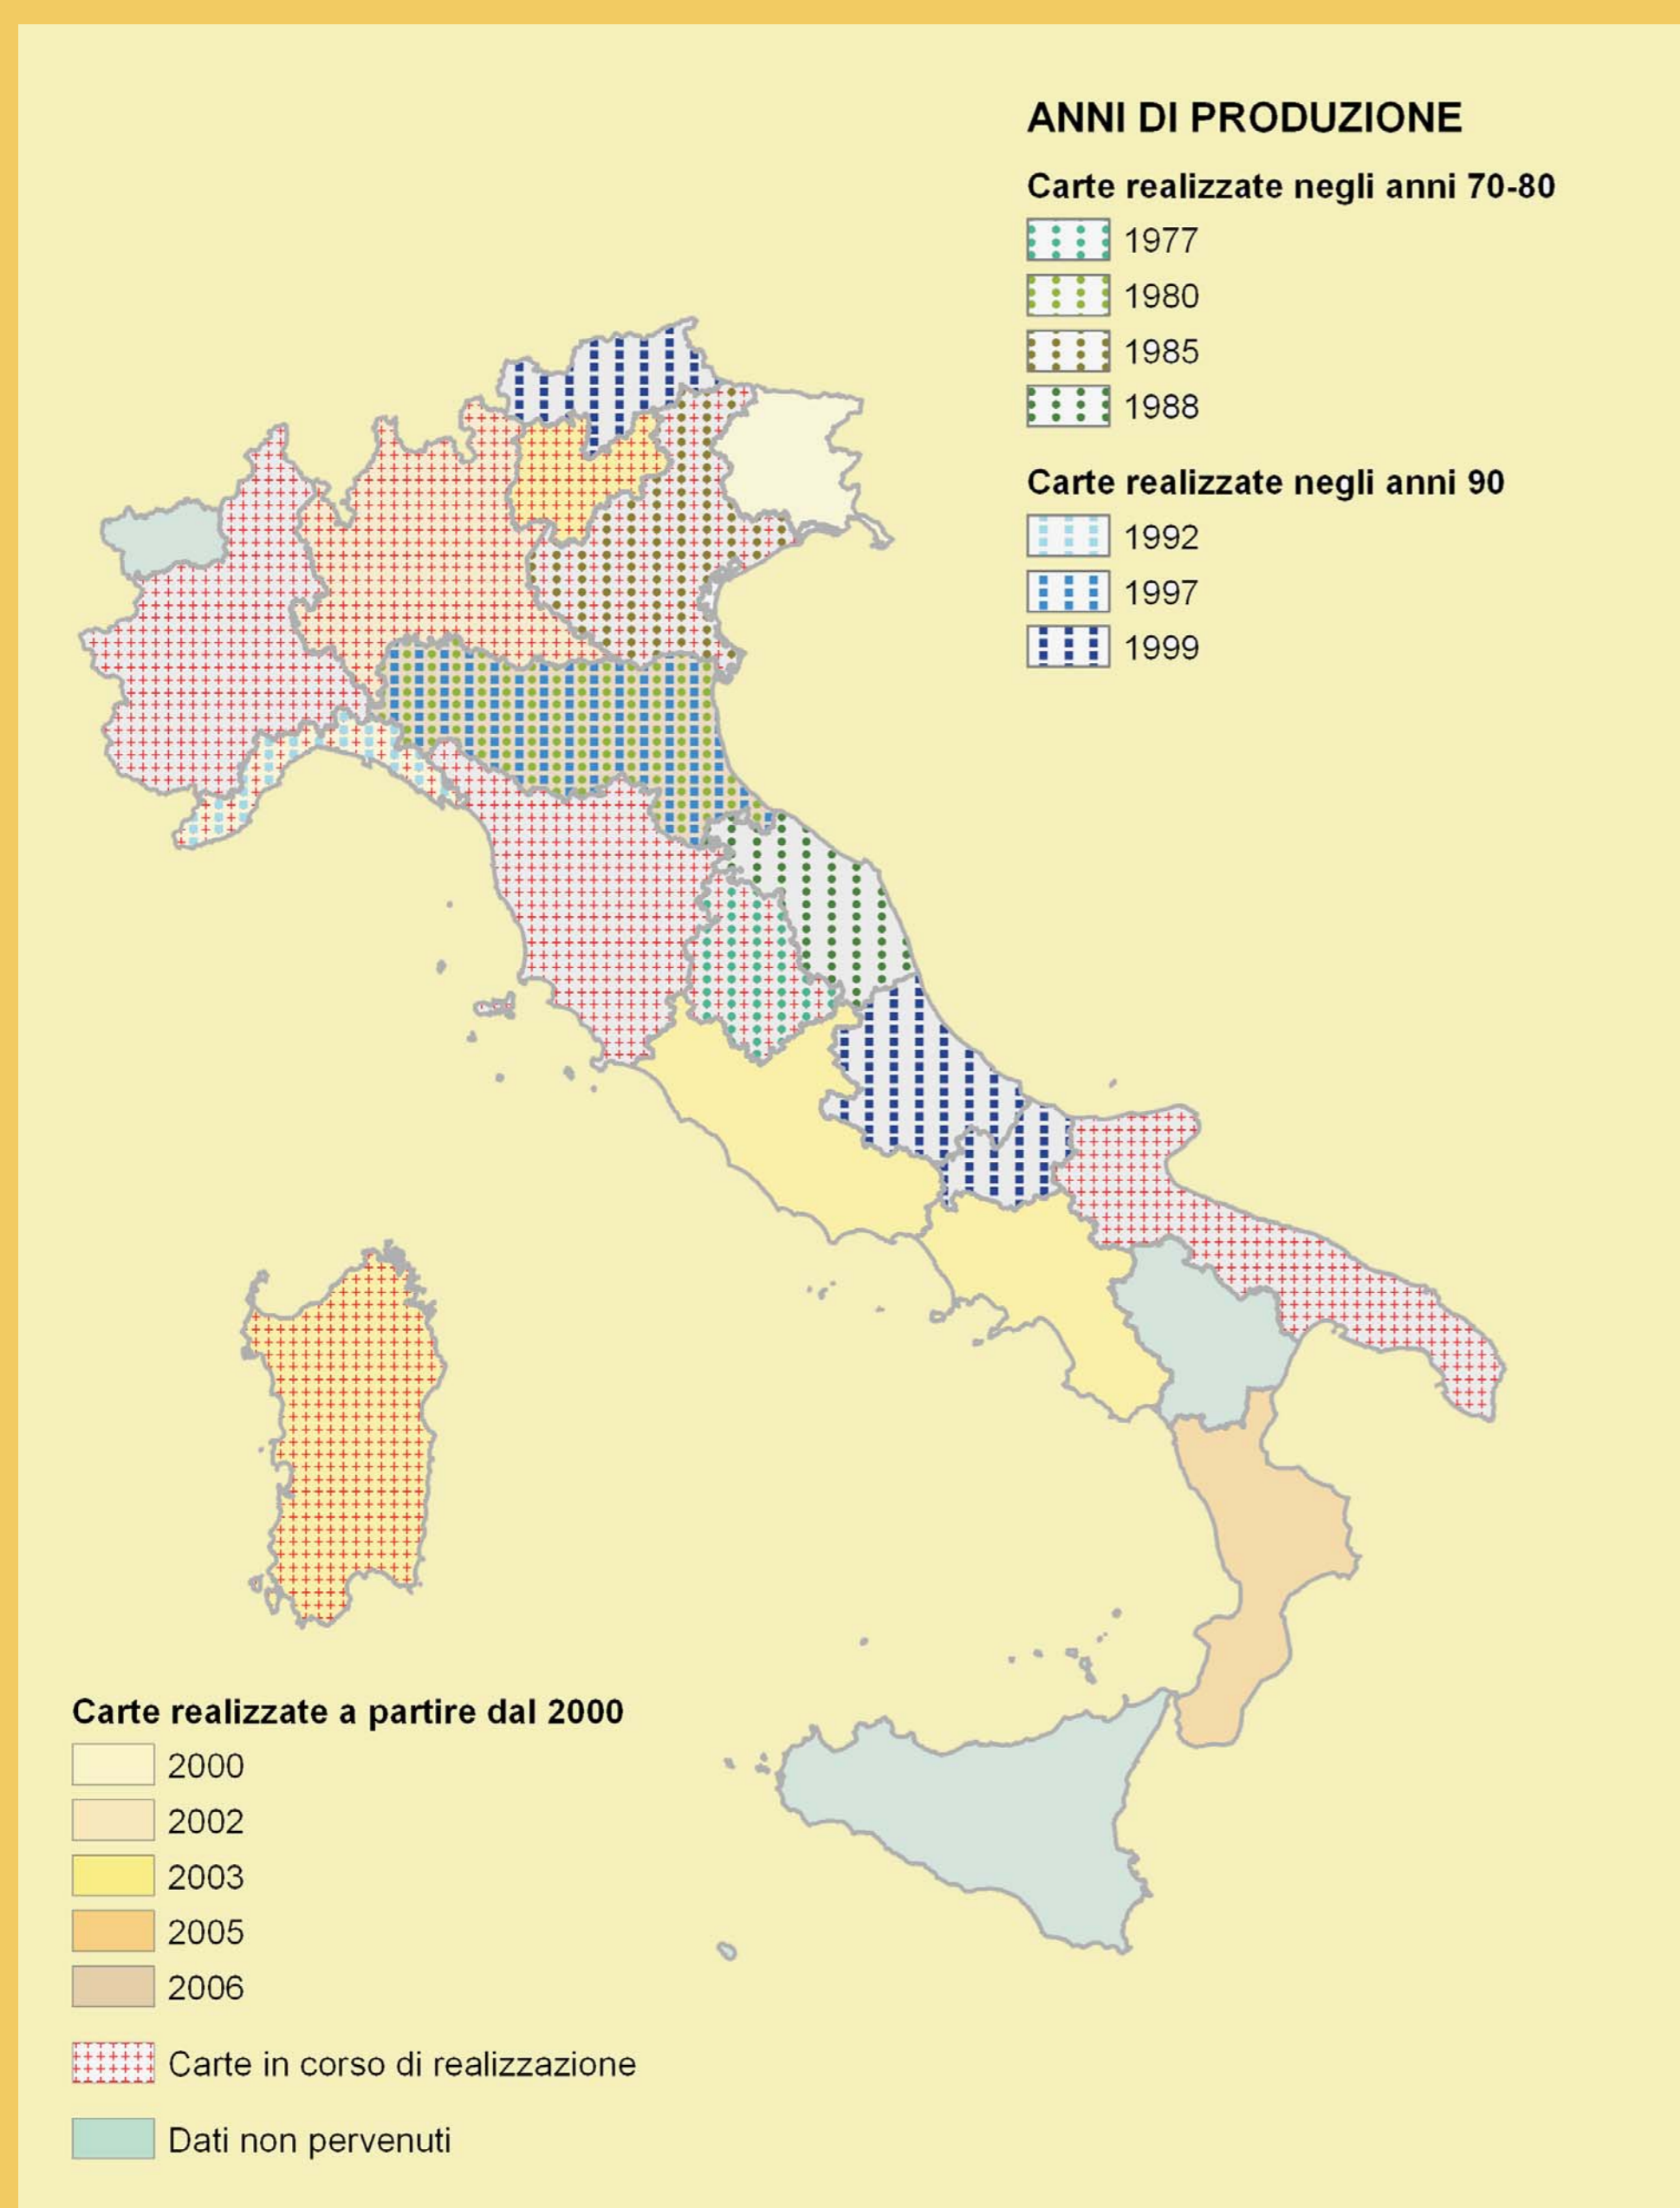 ANNI DI PRODUZIONE
Carte realizzate negli anni 70-80
1977
1980
1985
1988
Carte realizzate negli anni 90
1992
1997
1999
Carte realizzate a partire dal 2000
2000
2002
2003
2005
2006
Carte in corso di realizzazione
Dati non pervenuti